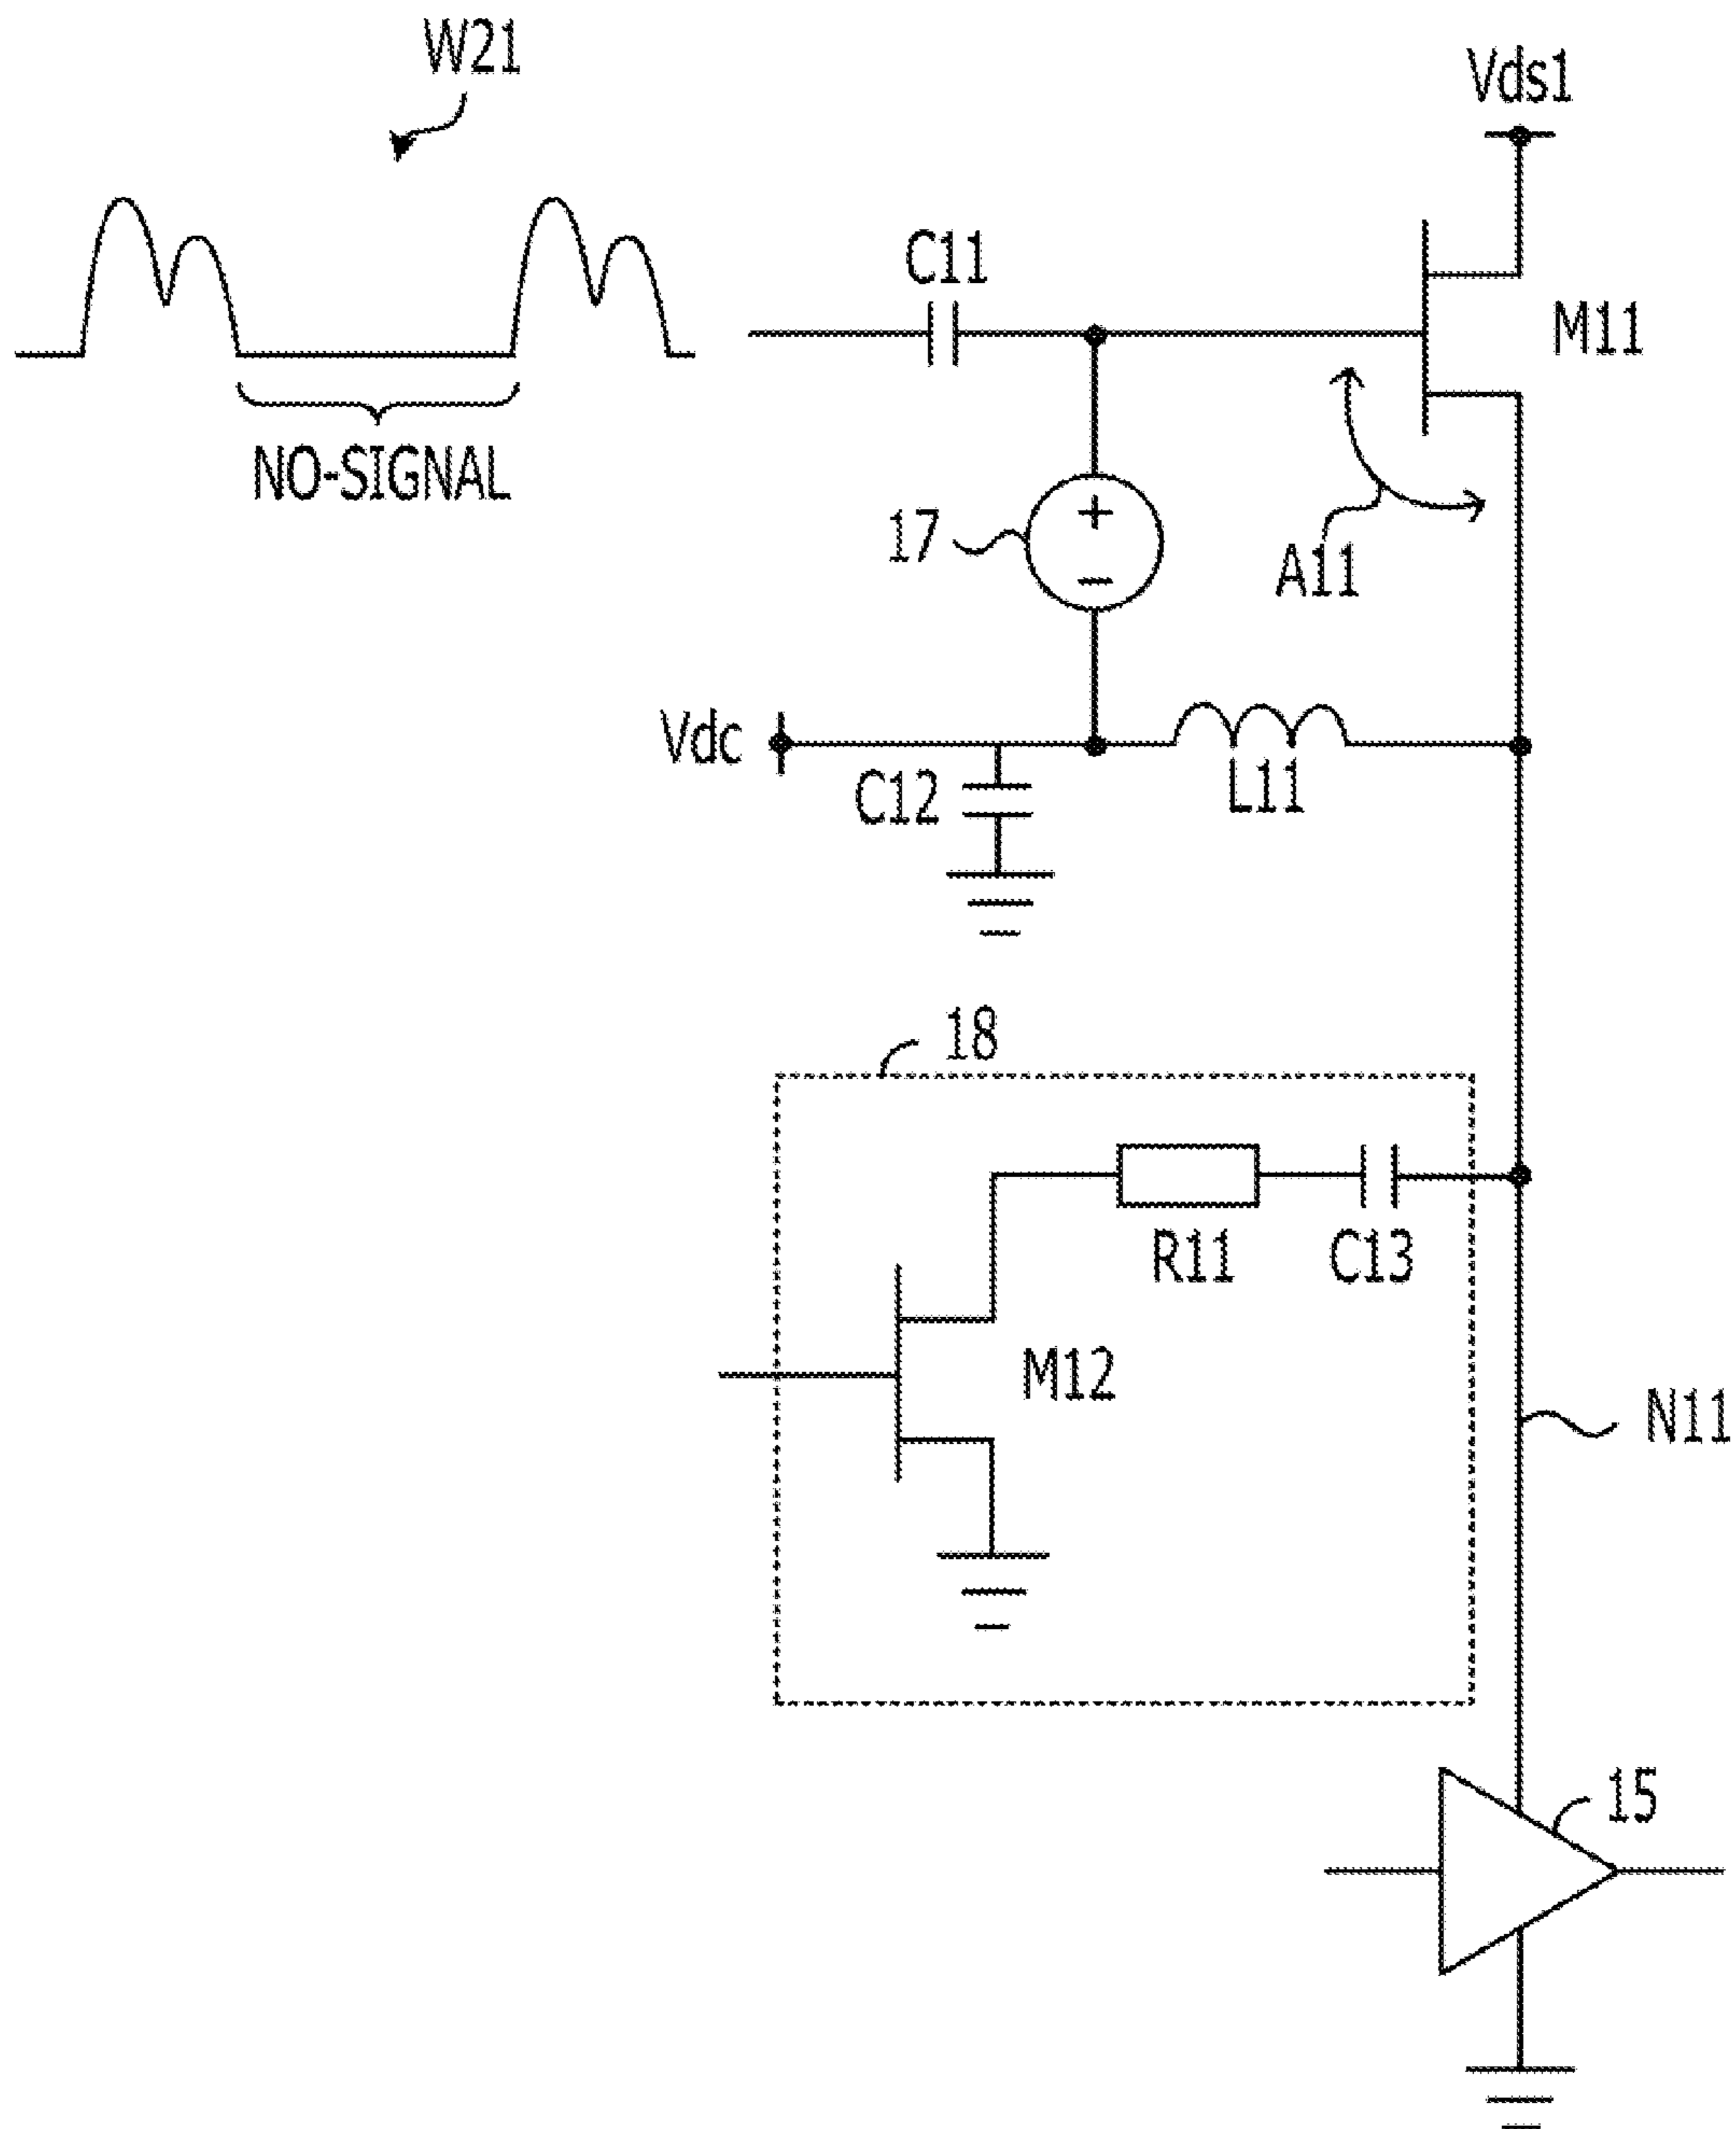 W21
Vds1
C11
M11
NO-SIGNAL
17
+
−
A11
Vdc
C12
L11
18
R11
C13
M12
N11
15